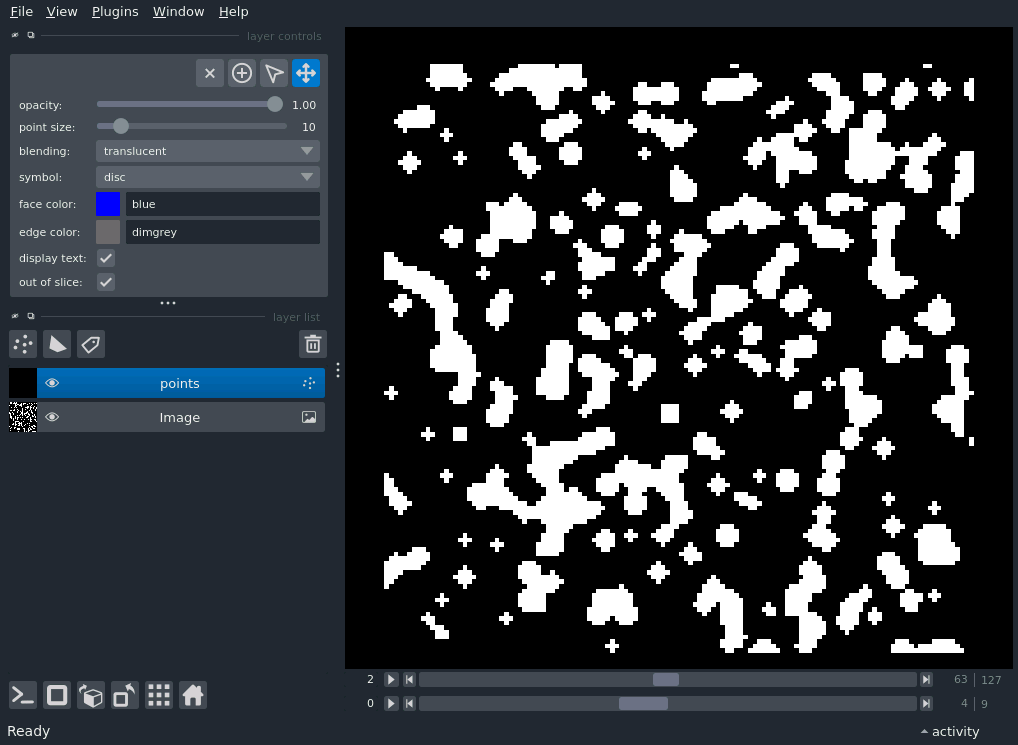 File View Plugins Window Help
layer controls
opacity: 1.00
point size: 10
blending: translucent
symbol: disc
face color: blue
edge color: dimgrey
display text:
out of slice:
layer list
points
Image
2 63 127
0 4 9
Ready activity